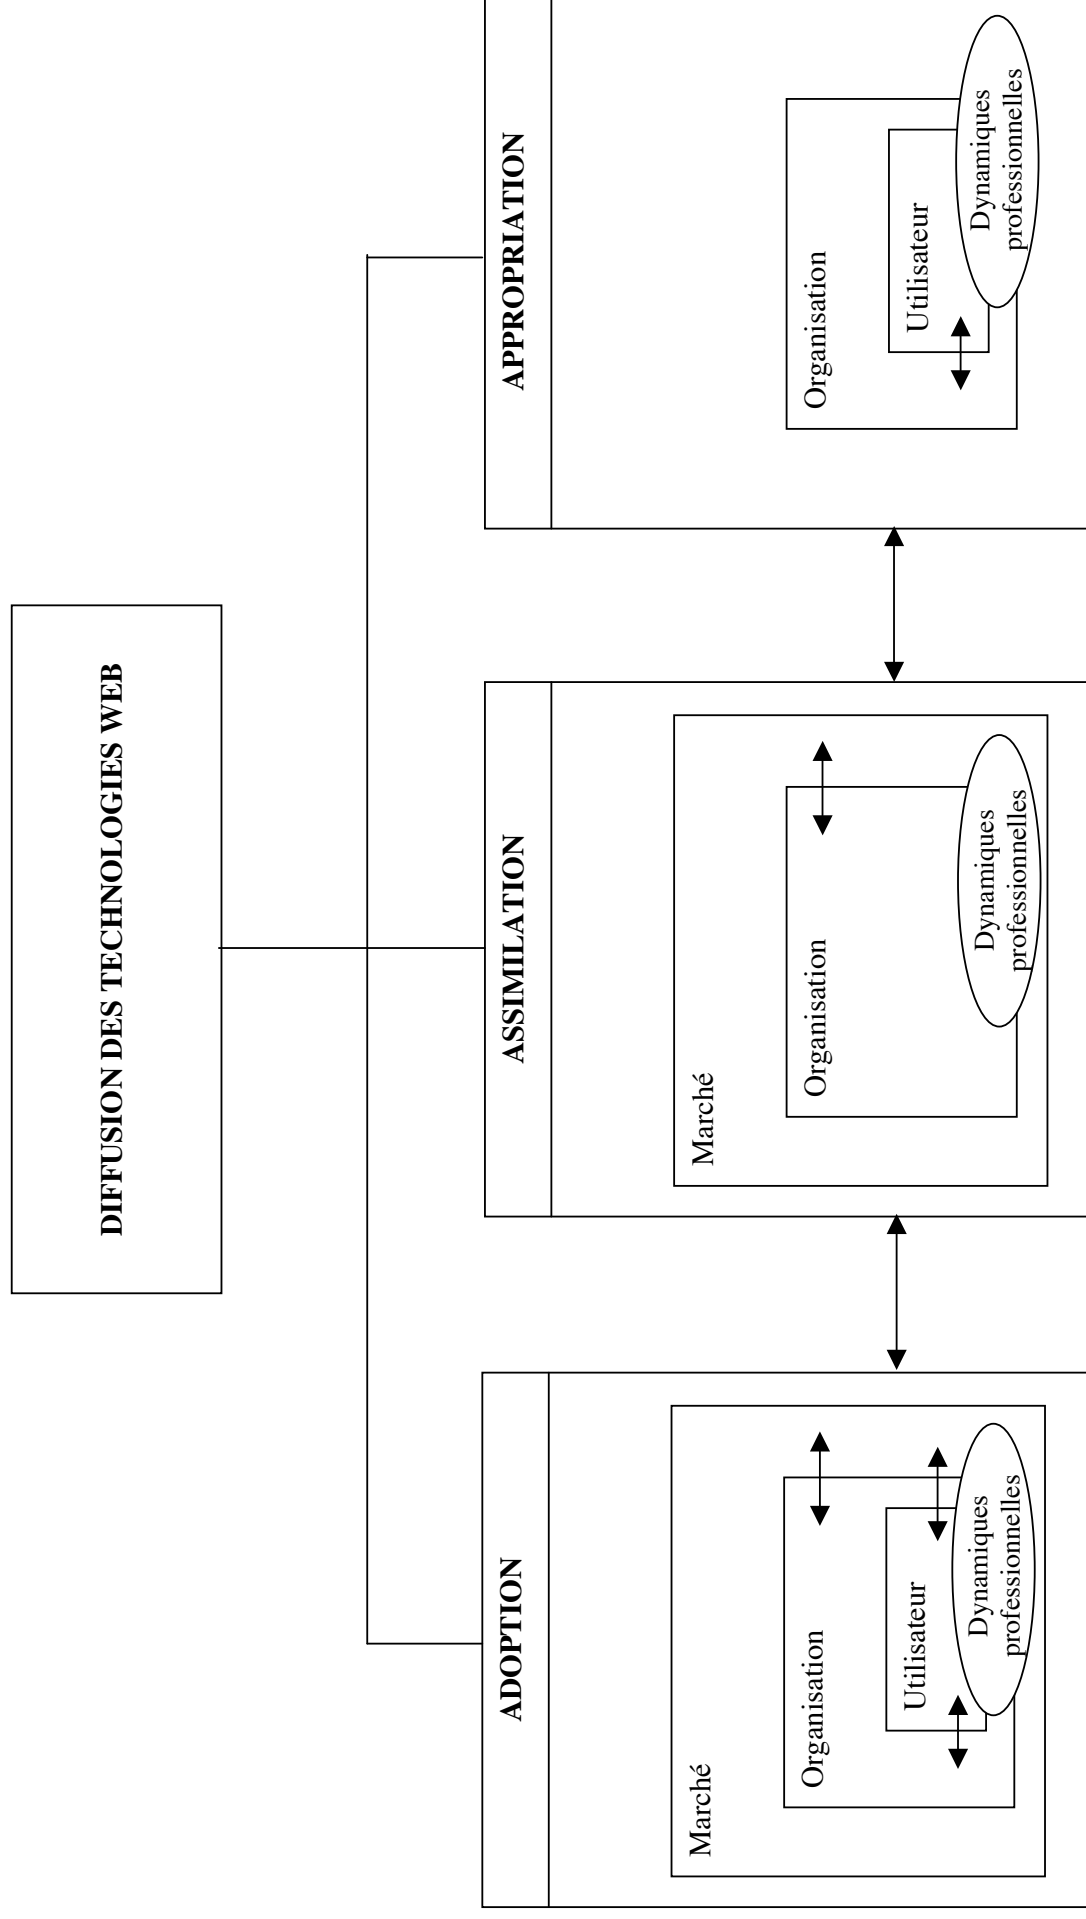 DIFFUSION DES TECHNOLOGIES WEB
ADOPTION
Marché
Organisation
Utilisateur
Dynamiques
professionnelles
ASSIMILATION
Marché
Organisation
Dynamiques
professionnelles
APPROPRIATION
Organisation
Utilisateur
Dynamiques
professionnelles